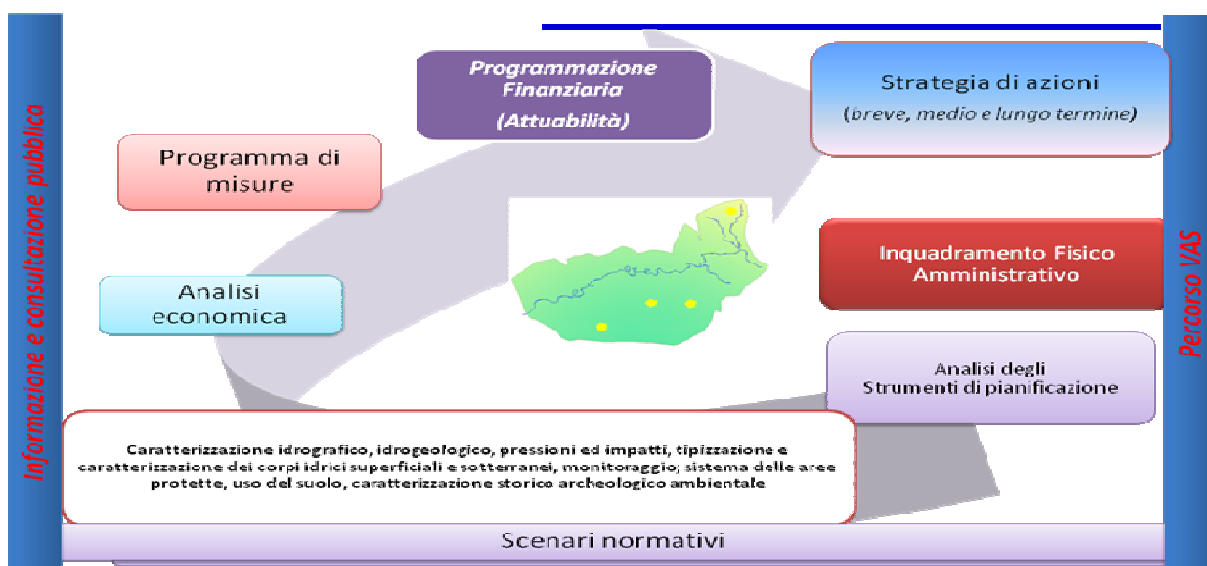 Informazione e consultazione pubblica
Programmazione
Finanziaria
(Attuabilità)
Strategia di azioni
(breve, medio e lungo termine)
Programma di
misure
Inquadramento Fisico
Amministrativo
Analisi
economica
Analisi degli
Strumenti di pianificazione
Caratterizzazione idrografico, idrogeologico, pressioni ed impatti, tipizzazione e
caratterizzazione dei corpi idrici superficiali e sotterranei, monitoraggio; sistema delle aree
protette, uso del suolo, caratterizzazione storico archeologico ambientale
Scenari normativi
Percorso VAS